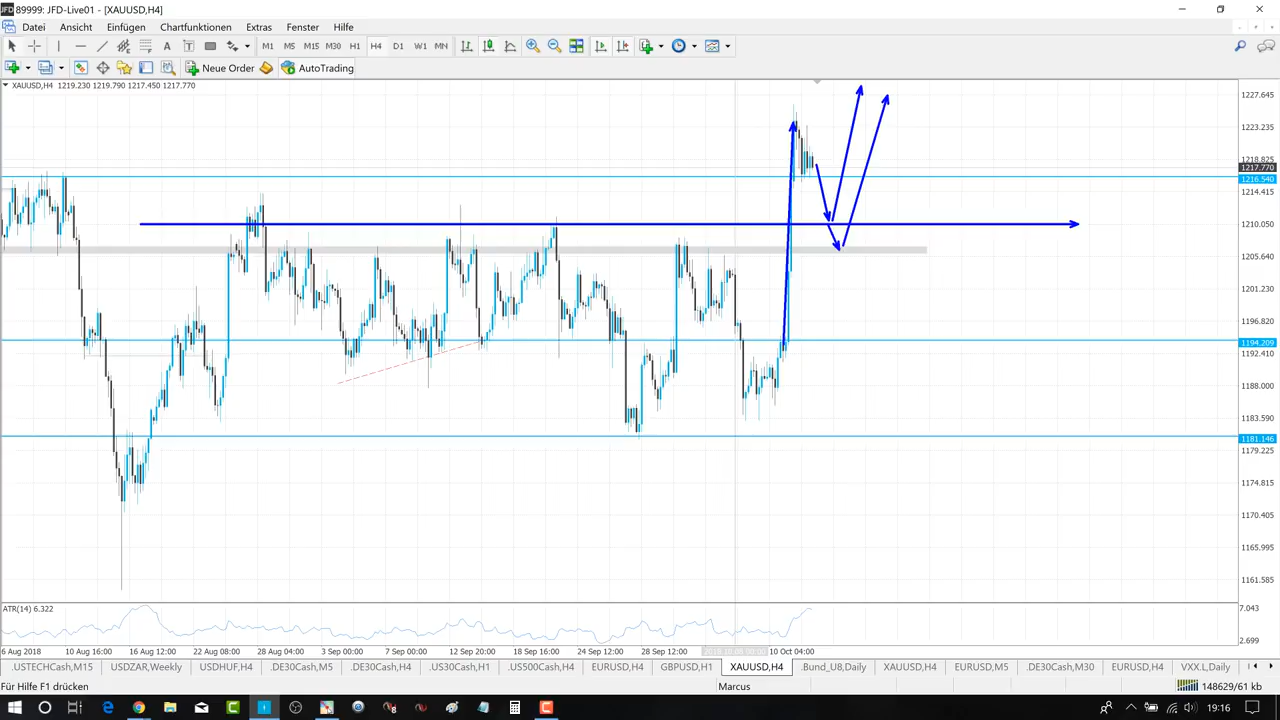 JFD 89999: JFD-Live01 - [XAUUSD,H4]
Datei Ansicht Einfügen Chartfunktionen Extras Fenster Hilfe
A T M1 M5 M15 M30 H1 H4 D1 W1 MN
Neue Order AutoTrading
XAUUSD,H4 1219.230 1219.790 1217.450 1217.770
1227.645
1223.235
1218.825
1217.770
1216.540
1214.415
1210.050
1205.640
1201.230
1196.820
1194.209
1192.410
1188.000
1183.590
1181.146
1179.225
1174.815
1170.405
1165.995
1161.585
ATR(14) 6.322 7.043
2.699
6 Aug 2018 10 Aug 16:00 16 Aug 12:00 22 Aug 08:00 28 Aug 04:00 3 Sep 00:00 7 Sep 00:00 12 Sep 20:00 18 Sep 16:00 24 Sep 12:00 28 Sep 12:00 10 Oct 04:00
.USTECHCash,M15 USDZAR,Weekly USDHUF,H4 .DE30Cash,M5 .DE30Cash,H4 .US30Cash,H1 .US500Cash,H4 EURUSD,H4 GBPUSD,H1 XAUUSD,H4 .Bund_U8,Daily XAUUSD,H4 EURUSD,M5 .DE30Cash,M30 EURUSD,H4 VXX.L,Daily
Für Hilfe F1 drücken Marcus 148629/61 kb
19:16